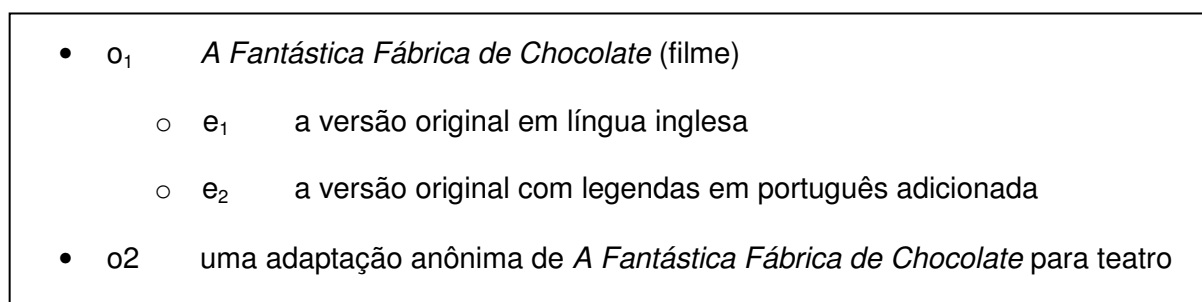 • o₁ A Fantástica Fábrica de Chocolate (filme)
○ e₁ a versão original em língua inglesa
○ e₂ a versão original com legendas em português adicionada
• o2 uma adaptação anônima de A Fantástica Fábrica de Chocolate para teatro